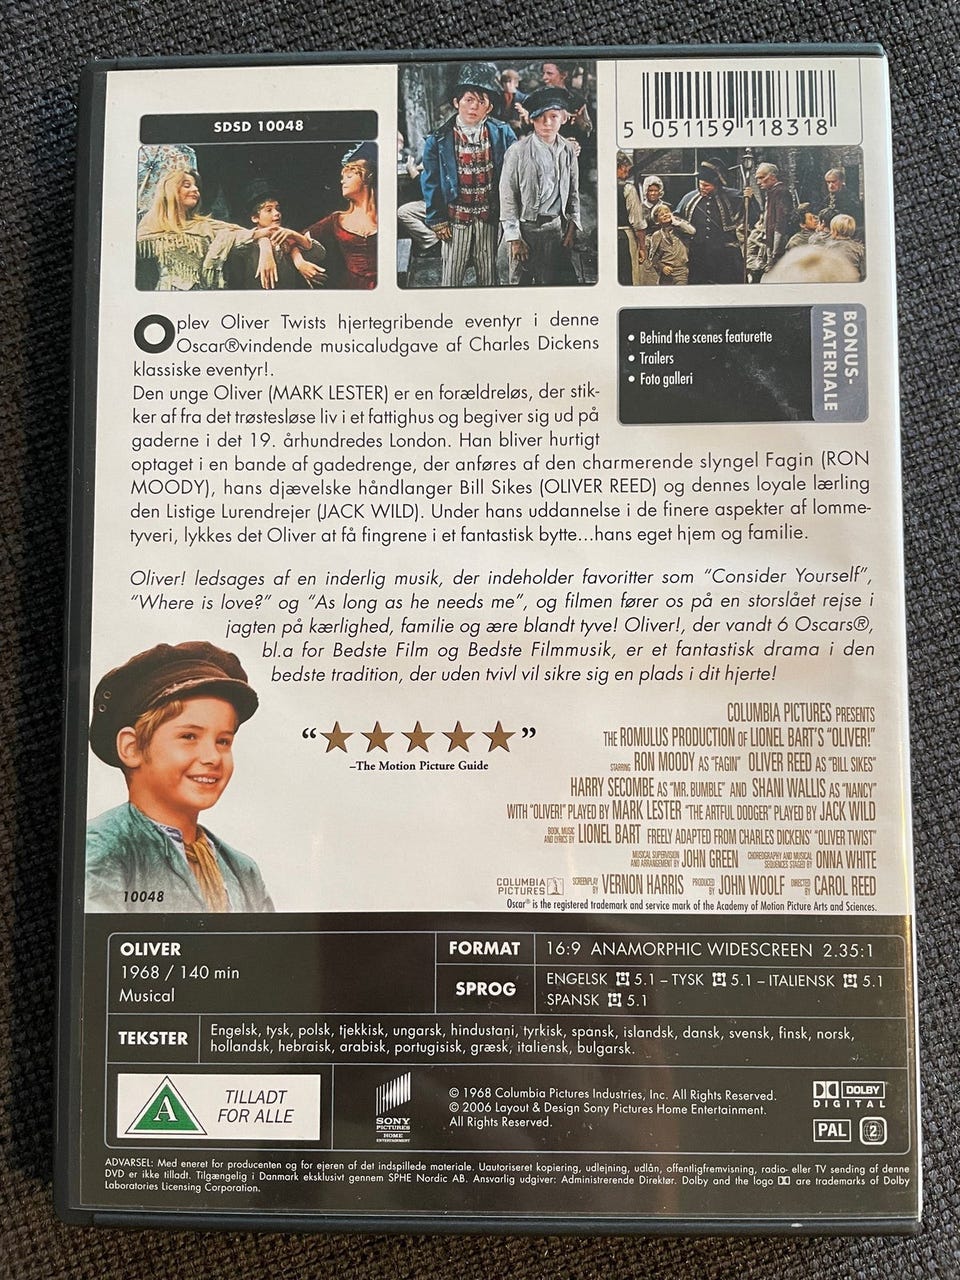 SDSD 10048
5 051159 118318
Oplev Oliver Twists hjertegribende eventyr i denne
Oscar®vindende musicaludgave af Charles Dickens
klassiske eventyr!.
Den unge Oliver (MARK LESTER) er en forældreløs, der stik-
ker af fra det trøstesløse liv i et fattighus og begiver sig ud på
gaderne i det 19. århundredes London. Han bliver hurtigt
optaget i en bande af gadedrenge, der anføres af den charmerende slyngel Fagin (RON
MOODY), hans djævelske håndlanger Bill Sikes (OLIVER REED) og dennes loyale lærling
den Listige Lurendrejer (JACK WILD). Under hans uddannelse i de finere aspekter af lomme-
tyveri, lykkes det Oliver at få fingrene i et fantastisk bytte...hans eget hjem og familie.
BONUS-
MATERIALE
• Behind the scenes featurette
• Trailers
• Foto galleri
Oliver! ledsages af en inderlig musik, der indeholder favoritter som "Consider Yourself",
"Where is love?" og "As long as he needs me", og filmen fører os på en storslået rejse i
jagten på kærlighed, familie og ære blandt tyve! Oliver!, der vandt 6 Oscars®,
bl.a for Bedste Film og Bedste Filmmusik, er et fantastisk drama i den
bedste tradition, der uden tvivl vil sikre sig en plads i dit hjerte!
"★★★★★"
–The Motion Picture Guide
COLUMBIA PICTURES PRESENTS
THE ROMULUS PRODUCTION OF LIONEL BART'S "OLIVER!"
STARRING RON MOODY AS "FAGIN" OLIVER REED AS "BILL SIKES"
HARRY SECOMBE AS "MR. BUMBLE" AND SHANI WALLIS AS "NANCY"
WITH "OLIVER!" PLAYED BY MARK LESTER "THE ARTFUL DODGER" PLAYED BY JACK WILD
BOOK, MUSIC AND LYRICS BY LIONEL BART FREELY ADAPTED FROM CHARLES DICKENS' "OLIVER TWIST"
MUSICAL SUPERVISION AND ARRANGEMENT BY JOHN GREEN CHOREOGRAPHY AND MUSICAL SEQUENCES STAGED BY ONNA WHITE
COLUMBIA PICTURES SCREENPLAY BY VERNON HARRIS PRODUCED BY JOHN WOOLF DIRECTED BY CAROL REED
Oscar® is the registered trademark and service mark of the Academy of Motion Picture Arts and Sciences.
10048
OLIVER
1968 / 140 min
Musical
FORMAT
16:9 ANAMORPHIC WIDESCREEN 2.35:1
SPROG
ENGELSK 5.1 – TYSK 5.1 – ITALIENSK 5.1
SPANSK 5.1
TEKSTER
Engelsk, tysk, polsk, tjekkisk, ungarsk, hindustani, tyrkisk, spansk, islandsk, dansk, svensk, finsk, norsk,
hollandsk, hebraisk, arabisk, portugisisk, græsk, italiensk, bulgarsk.
A
TILLADT
FOR ALLE
SONY
PICTURES
HOME
ENTERTAINMENT
© 1968 Columbia Pictures Industries, Inc. All Rights Reserved.
© 2006 Layout & Design Sony Pictures Home Entertainment.
All Rights Reserved.
DOLBY
DIGITAL
PAL 2
ADVARSEL: Med eneret for producenten og for ejeren af det indspillede materiale. Uautoriseret kopiering, udlejning, udlån, offentligfremvisning, radio- eller TV sending af denne
DVD er ikke tilladt. Tilgængelig i Danmark eksklusivt gennem SPHE Nordic AB. Ansvarlig udgiver: Administrerende Direktør. Dolby and the logo are trademarks of Dolby
Laboratories Licensing Corporation.